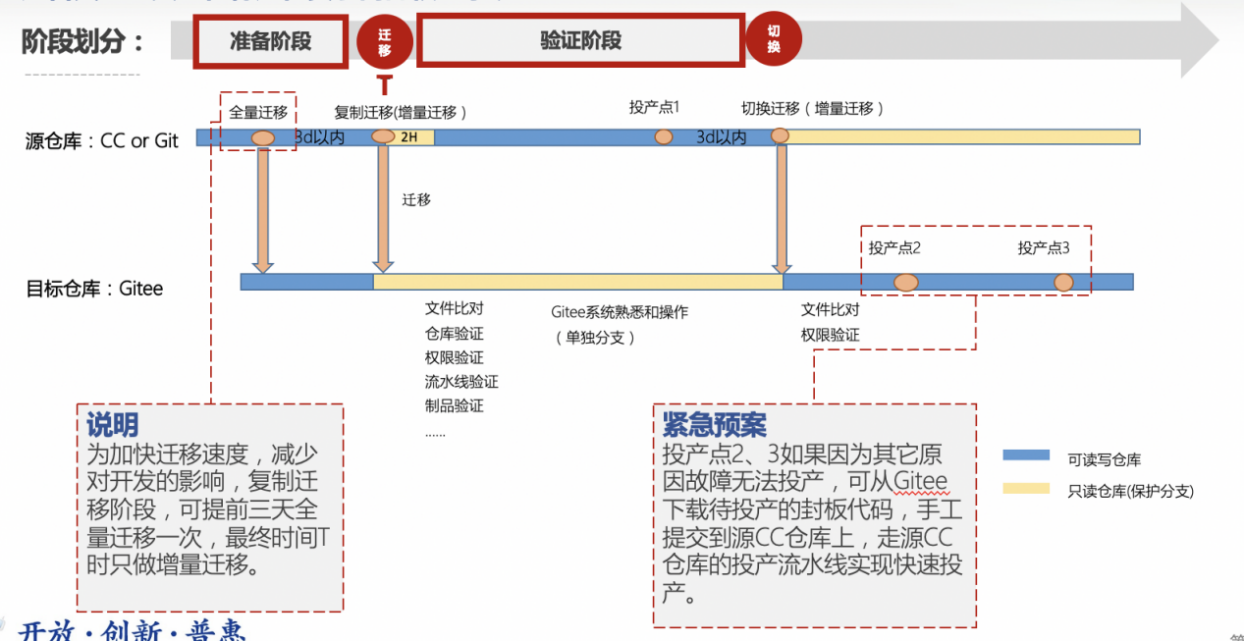 阶段划分：
准备阶段
迁移
验证阶段
切换
T
全量迁移
复制迁移(增量迁移）
投产点1
切换迁移（增量迁移）
源仓库：CC or Git
3d以内
2H
3d以内
迁移
投产点2
投产点3
目标仓库：Gitee
文件比对
仓库验证
权限验证
流水线验证
制品验证
......
Gitee系统熟悉和操作
（单独分支）
文件比对
权限验证
说明
为加快迁移速度，减少
对开发的影响，复制迁
移阶段，可提前三天全
量迁移一次，最终时间T
时只做增量迁移。
紧急预案
投产点2、3如果因为其它原
因故障无法投产，可从Gitee
下载待投产的封板代码，手工
提交到源CC仓库上，走源CC
仓库的投产流水线实现快速投
产。
可读写仓库
只读仓库(保护分支)
开放·创新·普惠